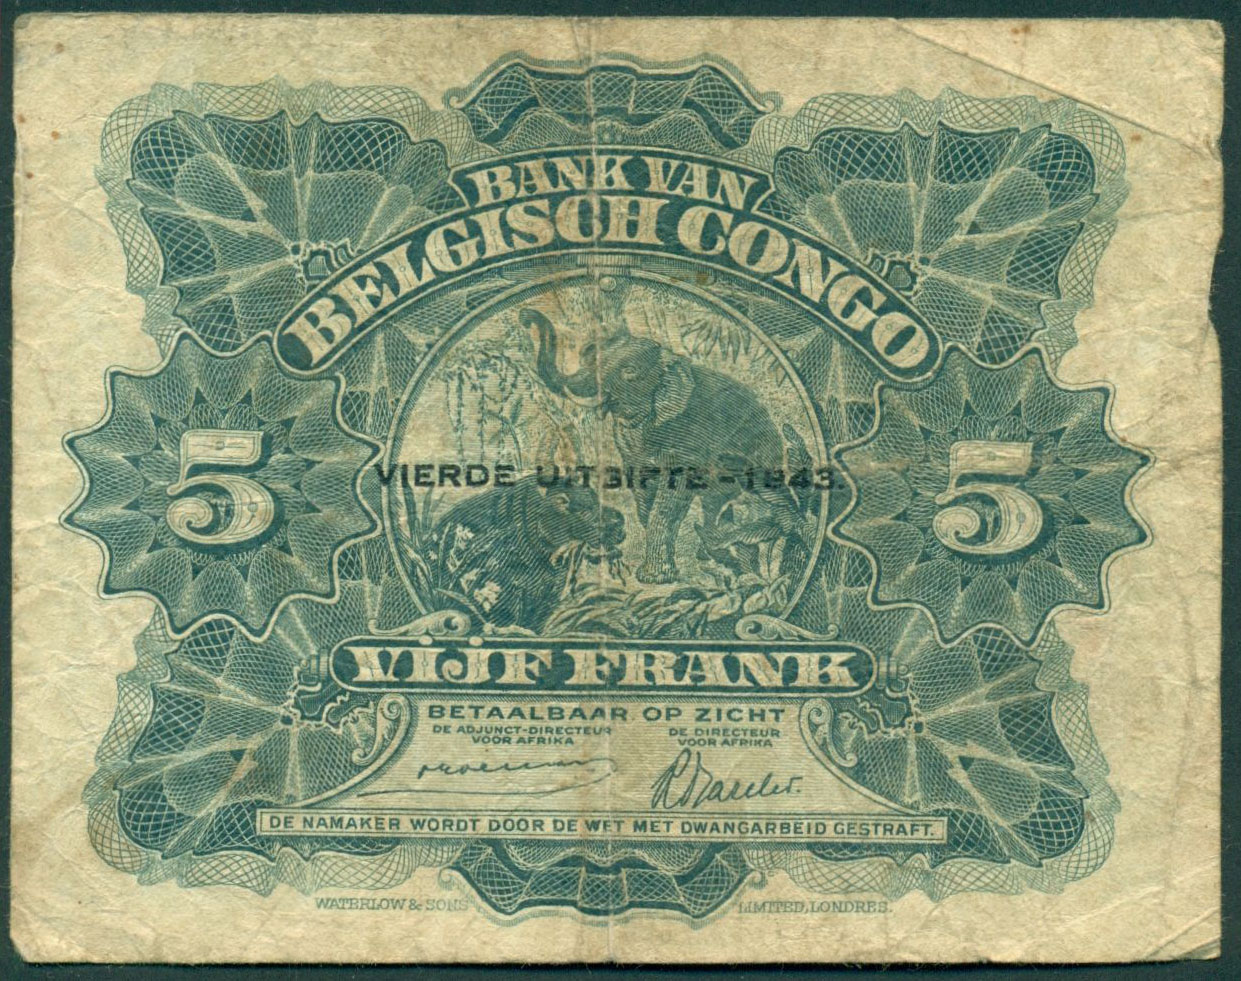 BANK VAN
BELGISCH CONGO
5 5
VIERDE UITGIFTE - 1943.
VIJF FRANK
BETAALBAAR OP ZICHT
DE ADJUNCT-DIRECTEUR
VOOR AFRIKA
DE DIRECTEUR
VOOR AFRIKA
DE NAMAKER WORDT DOOR DE WET MET DWANGARBEID GESTRAFT.
WATERLOW & SONS LIMITED, LONDRES.